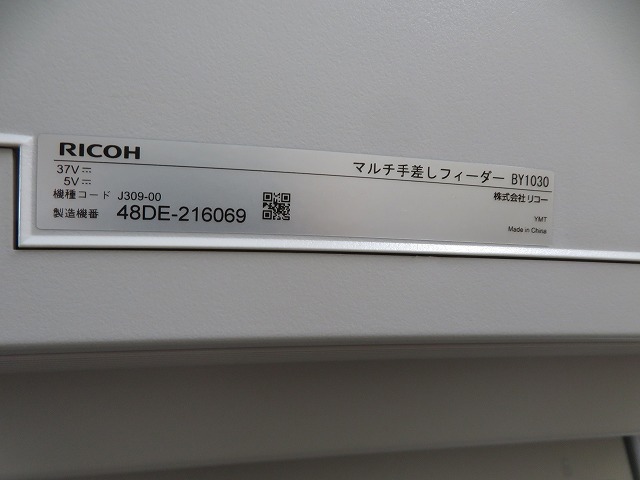 RICOH
マルチ手差しフィーダー BY1030
37V⎓
5V⎓
株式会社リコー
機種コード J309-00
製造機番 48DE-216069
YMT
Made in China